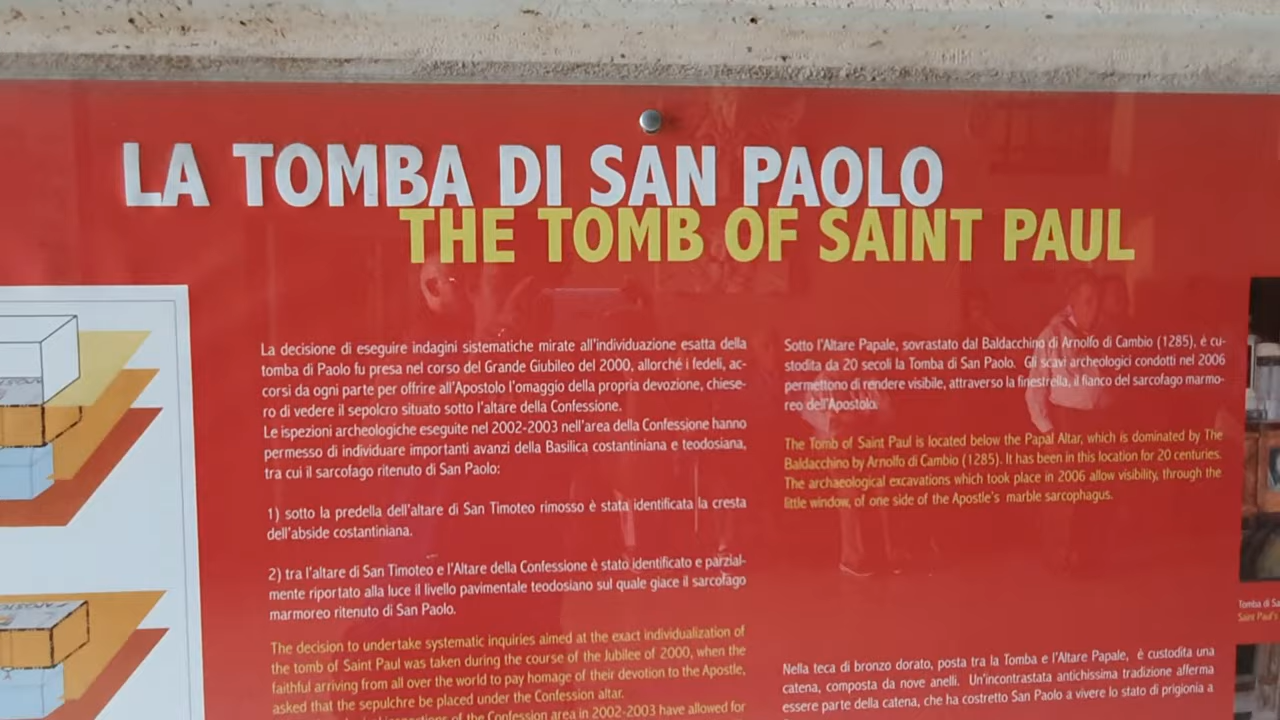 LA TOMBA DI SAN PAOLO
THE TOMB OF SAINT PAUL
La decisione di eseguire indagini sistematiche mirate all'individuazione esatta della
tomba di Paolo fu presa nel corso del Grande Giubileo del 2000, allorché i fedeli, ac-
corsi da ogni parte per offrire all'Apostolo l'omaggio della propria devozione, chiese-
ro di vedere il sepolcro situato sotto l'altare della Confessione.
Le ispezioni archeologiche eseguite nel 2002-2003 nell'area della Confessione hanno
permesso di individuare importanti avanzi della Basilica costantiniana e teodosiana,
tra cui il sarcofago ritenuto di San Paolo:
1) sotto la predella dell'altare di San Timoteo rimosso è stata identificata la cresta
dell'abside costantiniana.
2) tra l'altare di San Timoteo e l'Altare della Confessione è stato identificato e parzial-
mente riportato alla luce il livello pavimentale teodosiano sul quale giace il sarcofago
marmoreo ritenuto di San Paolo.
The decision to undertake systematic inquiries aimed at the exact individualization of
the tomb of Saint Paul was taken during the course of the Jubilee of 2000, when the
faithful arriving from all over the world to pay homage of their devotion to the Apostle,
asked that the sepulchre be placed under the Confession altar.
of the Confession area in 2002-2003 have allowed for
Sotto l'Altare Papale, sovrastato dal Baldacchino di Arnolfo di Cambio (1285), è cu-
stodita da 20 secoli la Tomba di San Paolo. Gli scavi archeologici condotti nel 2006
permettono di rendere visibile, attraverso la finestrella, il fianco del sarcofago marmo-
reo dell'Apostolo.
The Tomb of Saint Paul is located below the Papal Altar, which is dominated by The
Baldacchino by Arnolfo di Cambio (1285). It has been in this location for 20 centuries.
The archaeological excavations which took place in 2006 allow visibility, through the
little window, of one side of the Apostle's marble sarcophagus.
Nella teca di bronzo dorato, posta tra la Tomba e l'Altare Papale, è custodita una
catena, composta da nove anelli. Un'incontrastata antichissima tradizione afferma
essere parte della catena, che ha costretto San Paolo a vivere lo stato di prigionia a
Tomba di Sa
Saint Paul's